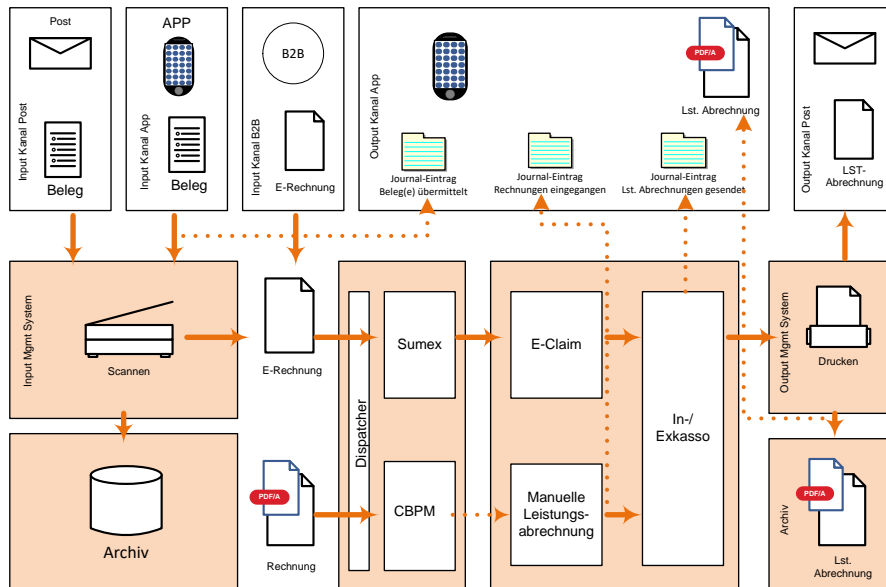 Post
Input Kanal Post
Beleg
APP
Input Kanal App
Beleg
B2B
Input Kanal B2B
E-Rechnung
Output Kanal App
Journal-Eintrag
Beleg(e) übermittelt
Journal-Eintrag
Rechnungen eingegangen
Journal-Eintrag
Lst. Abrechnungen gesendet
PDF/A
Lst. Abrechnung
Output Kanal Post
LST-
Abrechnung
Input Mgmt System
Scannen
E-Rechnung
Dispatcher
Sumex
E-Claim
In-/
Exkasso
Output Mgmt System
Drucken
Archiv
PDF/A
Rechnung
CBPM
Manuelle
Leistungs-
abrechnung
Archiv
PDF/A
Lst.
Abrechnung